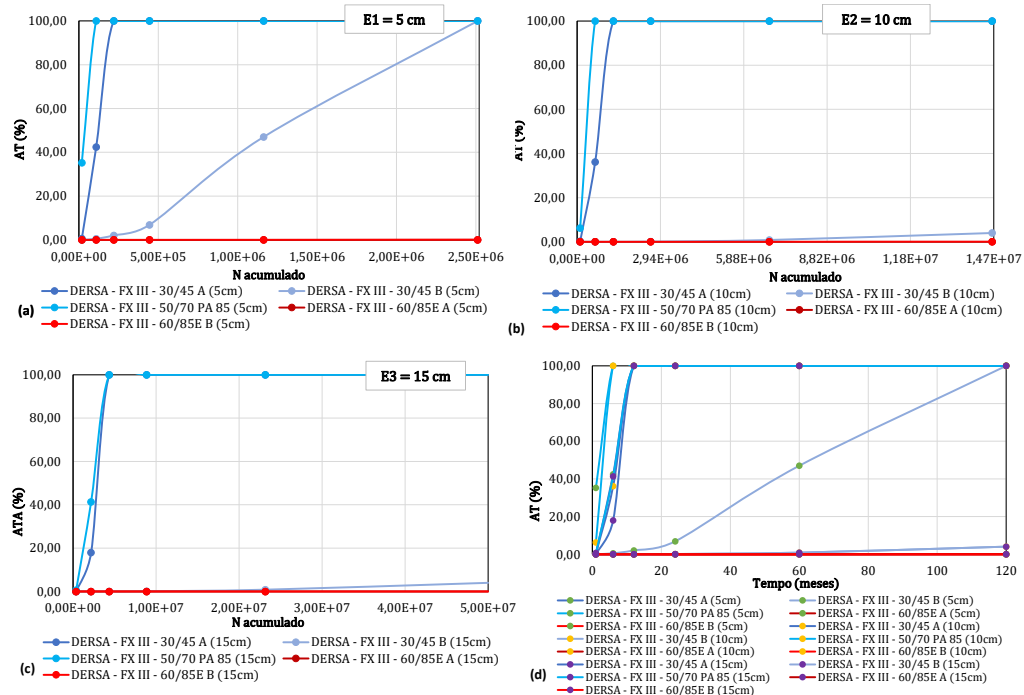 E1 = 5 cm
100,00
80,00
60,00
40,00
20,00
0,00
AT (%)
0,00E+00 5,00E+05 1,00E+06 1,50E+06 2,00E+06 2,50E+06
N acumulado
(a)
DERSA - FX III - 30/45 A (5cm) DERSA - FX III - 30/45 B (5cm)
DERSA - FX III - 50/70 PA 85 (5cm) DERSA - FX III - 60/85E A (5cm)
DERSA - FX III - 60/85E B (5cm)
E2 = 10 cm
100,00
80,00
60,00
40,00
20,00
0,00
AT (%)
0,00E+00 2,94E+06 5,88E+06 8,82E+06 1,18E+07 1,47E+07
N acumulado
(b)
DERSA - FX III - 30/45 A (10cm) DERSA - FX III - 30/45 B (10cm)
DERSA - FX III - 50/70 PA 85 (10cm) DERSA - FX III - 60/85E A (10cm)
DERSA - FX III - 60/85E B (10cm)
E3 = 15 cm
100,00
80,00
60,00
40,00
20,00
0,00
ATA (%)
0,00E+00 1,00E+07 2,00E+07 3,00E+07 4,00E+07 5,00E+07
N acumulado
(c)
DERSA - FX III - 30/45 A (15cm) DERSA - FX III - 30/45 B (15cm)
DERSA - FX III - 50/70 PA 85 (15cm) DERSA - FX III - 60/85E A (15cm)
DERSA - FX III - 60/85E B (15cm)
100,00
80,00
60,00
40,00
20,00
0,00
AT (%)
0 20 40 60 80 100 120
Tempo (meses)
(d)
DERSA - FX III - 30/45 A (5cm) DERSA - FX III - 30/45 B (5cm)
DERSA - FX III - 50/70 PA 85 (5cm) DERSA - FX III - 60/85E A (5cm)
DERSA - FX III - 60/85E B (5cm) DERSA - FX III - 30/45 A (10cm)
DERSA - FX III - 30/45 B (10cm) DERSA - FX III - 50/70 PA 85 (10cm)
DERSA - FX III - 60/85E A (10cm) DERSA - FX III - 60/85E B (10cm)
DERSA - FX III - 30/45 A (15cm) DERSA - FX III - 30/45 B (15cm)
DERSA - FX III - 50/70 PA 85 (15cm) DERSA - FX III - 60/85E A (15cm)
DERSA - FX III - 60/85E B (15cm)